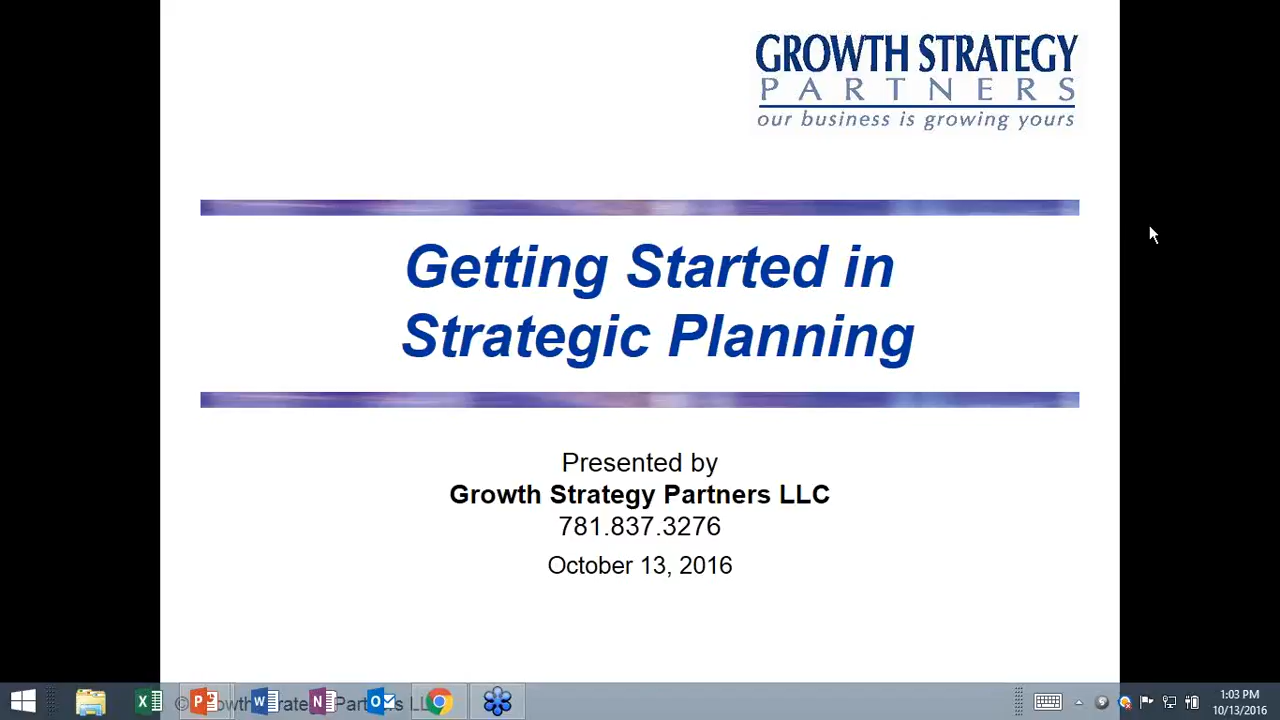 GROWTH STRATEGY
PARTNERS
our business is growing yours
Getting Started in
Strategic Planning
Presented by
Growth Strategy Partners LLC
781.837.3276
October 13, 2016
1:03 PM
10/13/2016